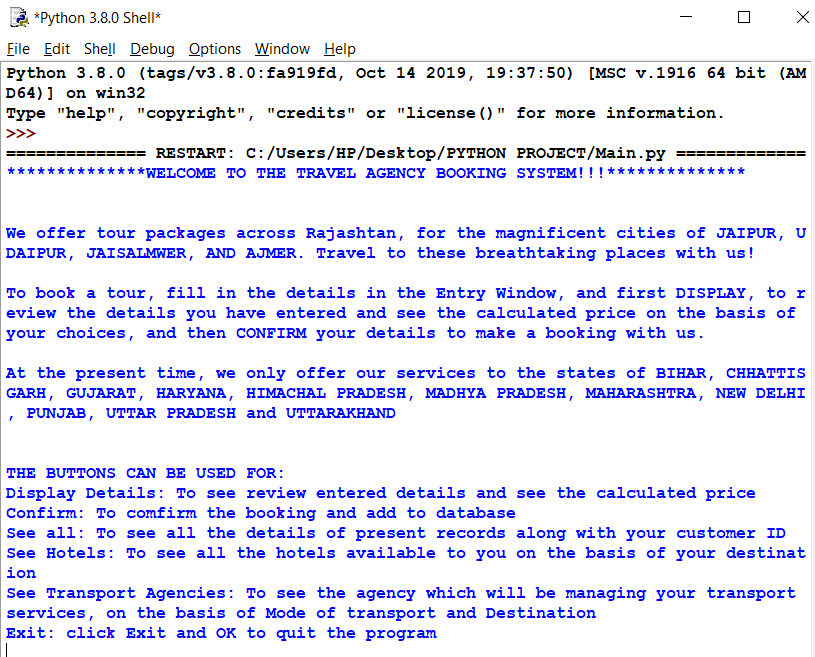 *Python 3.8.0 Shell*
File Edit Shell Debug Options Window Help
Python 3.8.0 (tags/v3.8.0:fa919fd, Oct 14 2019, 19:37:50) [MSC v.1916 64 bit (AM
D64)] on win32
Type "help", "copyright", "credits" or "license()" for more information.
>>>
============== RESTART: C:/Users/HP/Desktop/PYTHON PROJECT/Main.py =============
**************WELCOME TO THE TRAVEL AGENCY BOOKING SYSTEM!!!**************
We offer tour packages across Rajashtan, for the magnificent cities of JAIPUR, U
DAIPUR, JAISALMWER, AND AJMER. Travel to these breathtaking places with us!
To book a tour, fill in the details in the Entry Window, and first DISPLAY, to r
eview the details you have entered and see the calculated price on the basis of
your choices, and then CONFIRM your details to make a booking with us.
At the present time, we only offer our services to the states of BIHAR, CHHATTIS
GARH, GUJARAT, HARYANA, HIMACHAL PRADESH, MADHYA PRADESH, MAHARASHTRA, NEW DELHI
, PUNJAB, UTTAR PRADESH and UTTARAKHAND
THE BUTTONS CAN BE USED FOR:
Display Details: To see review entered details and see the calculated price
Confirm: To comfirm the booking and add to database
See all: To see all the details of present records along with your customer ID
See Hotels: To see all the hotels available to you on the basis of your destinat
ion
See Transport Agencies: To see the agency which will be managing your transport
services, on the basis of Mode of transport and Destination
Exit: click Exit and OK to quit the program